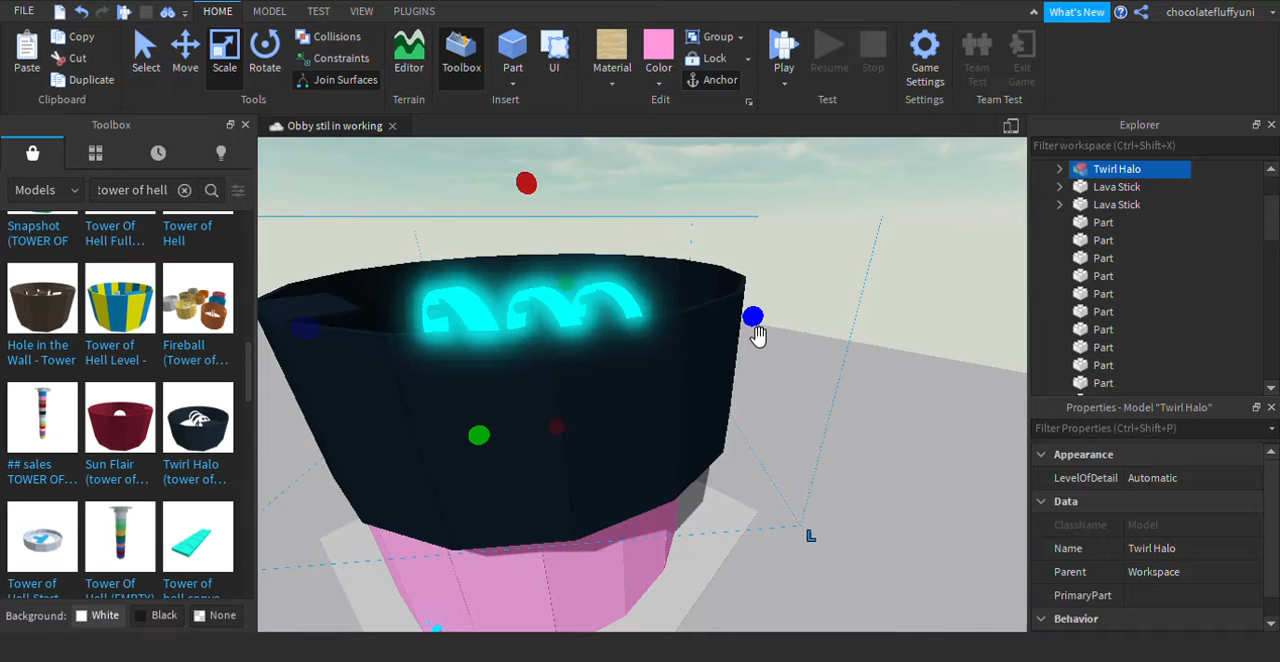 FILE
HOME
MODEL
TEST
VIEW
PLUGINS
What's New
chocolatefluffyuni
Paste
Copy
Cut
Duplicate
Clipboard
Select
Move
Scale
Rotate
Collisions
Constraints
Join Surfaces
Tools
Editor
Terrain
Toolbox
Part
UI
Insert
Material
Color
Group
Lock
Anchor
Edit
Play
Resume
Stop
Test
Game
Settings
Settings
Team
Test
Exit
Game
Team Test
Toolbox
Models
tower of hell
Snapshot
(TOWER OF
Tower Of
Hell Full...
Tower of
Hell
Hole in the
Wall - Tower
Tower of
Hell Level -
Fireball
(Tower of...
## sales
TOWER OF...
Sun Flair
(tower of...
Twirl Halo
(tower of...
Tower of
Hell Start
Tower Of
Hell (EMPTY)
Tower of
hell conve
Background:
White
Black
None
Obby stil in working
L
Explorer
Filter workspace (Ctrl+Shift+X)
Twirl Halo
Lava Stick
Lava Stick
Part
Part
Part
Part
Part
Part
Part
Part
Part
Part
Properties - Model "Twirl Halo"
Filter Properties (Ctrl+Shift+P)
Appearance
LevelOfDetail
Automatic
Data
ClassName
Model
Name
Twirl Halo
Parent
Workspace
PrimaryPart
Behavior